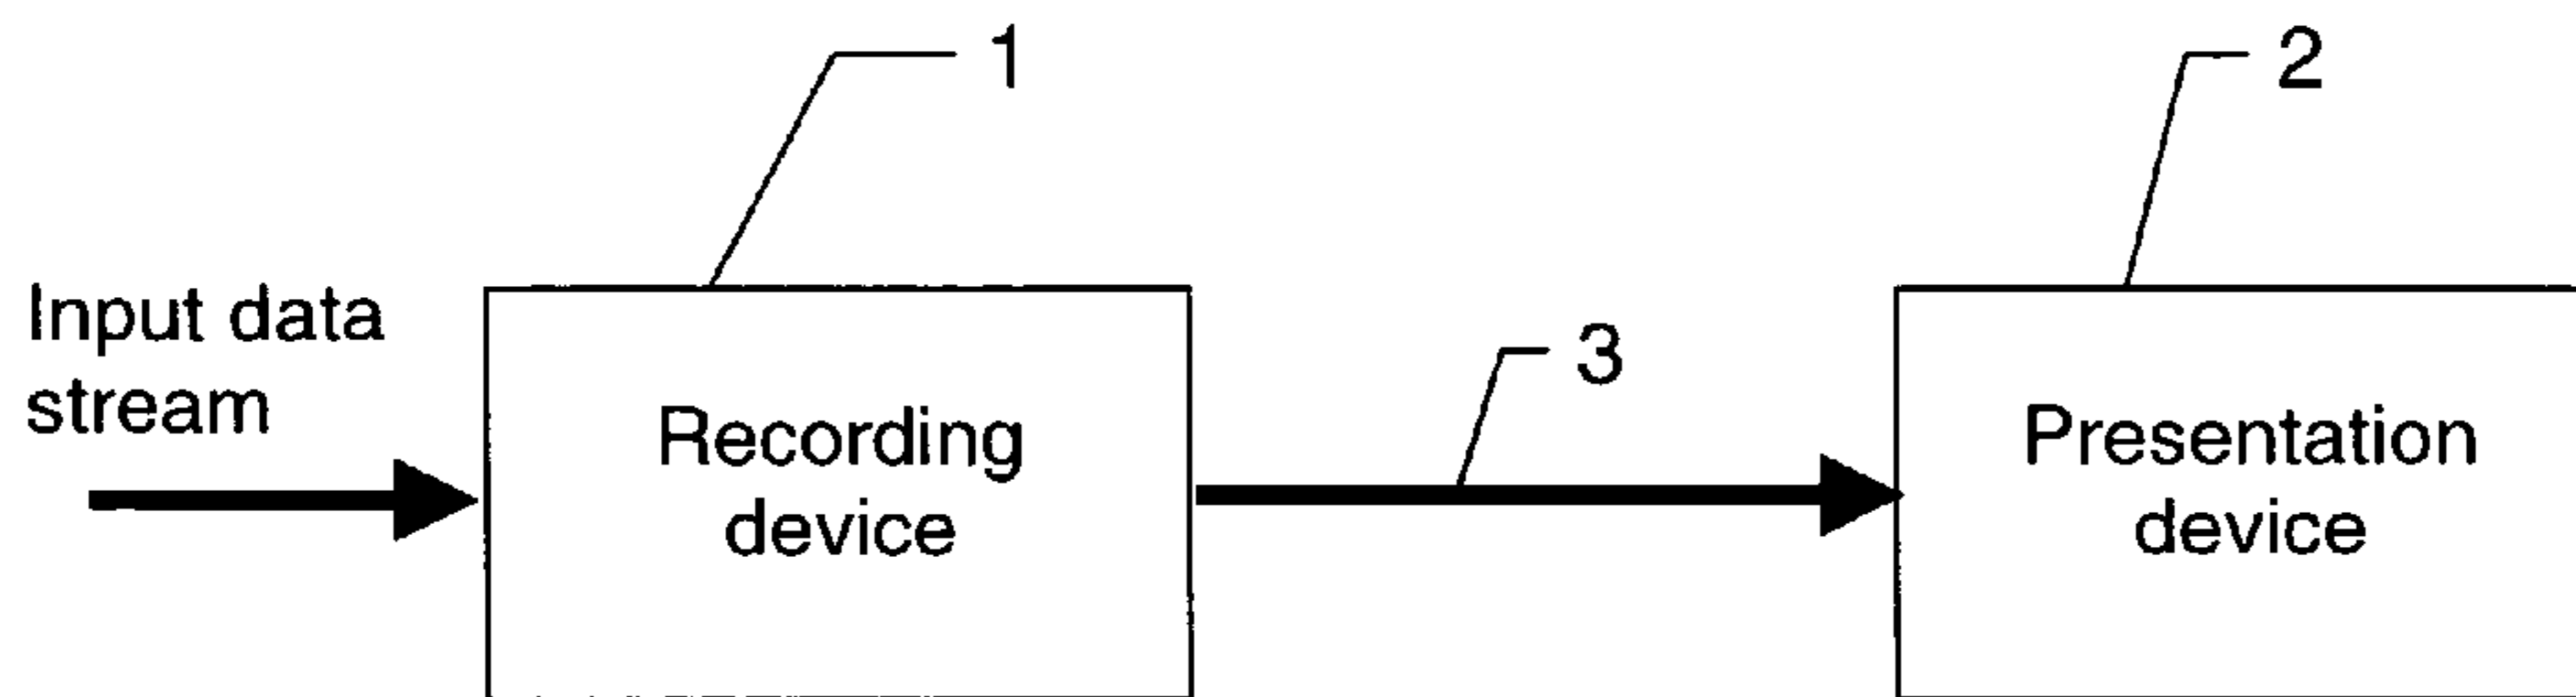 1
2
Input data
stream
3
Recording
device
Presentation
device